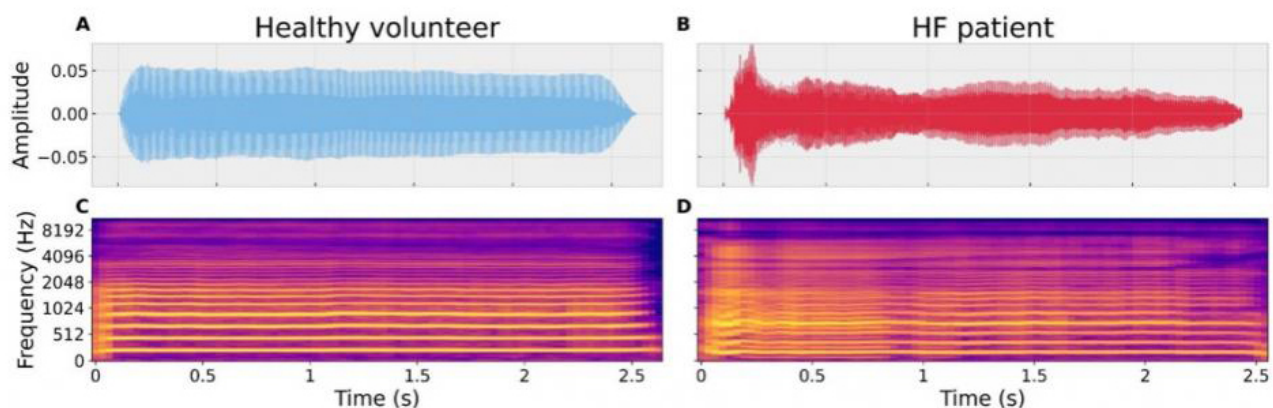 A Healthy volunteer
B HF patient
Amplitude
0.05
0.00
−0.05
C
D
Frequency (Hz)
8192
4096
2048
1024
512
0
0 0.5 1 1.5 2 2.5
Time (s)
0 0.5 1 1.5 2 2.5
Time (s)